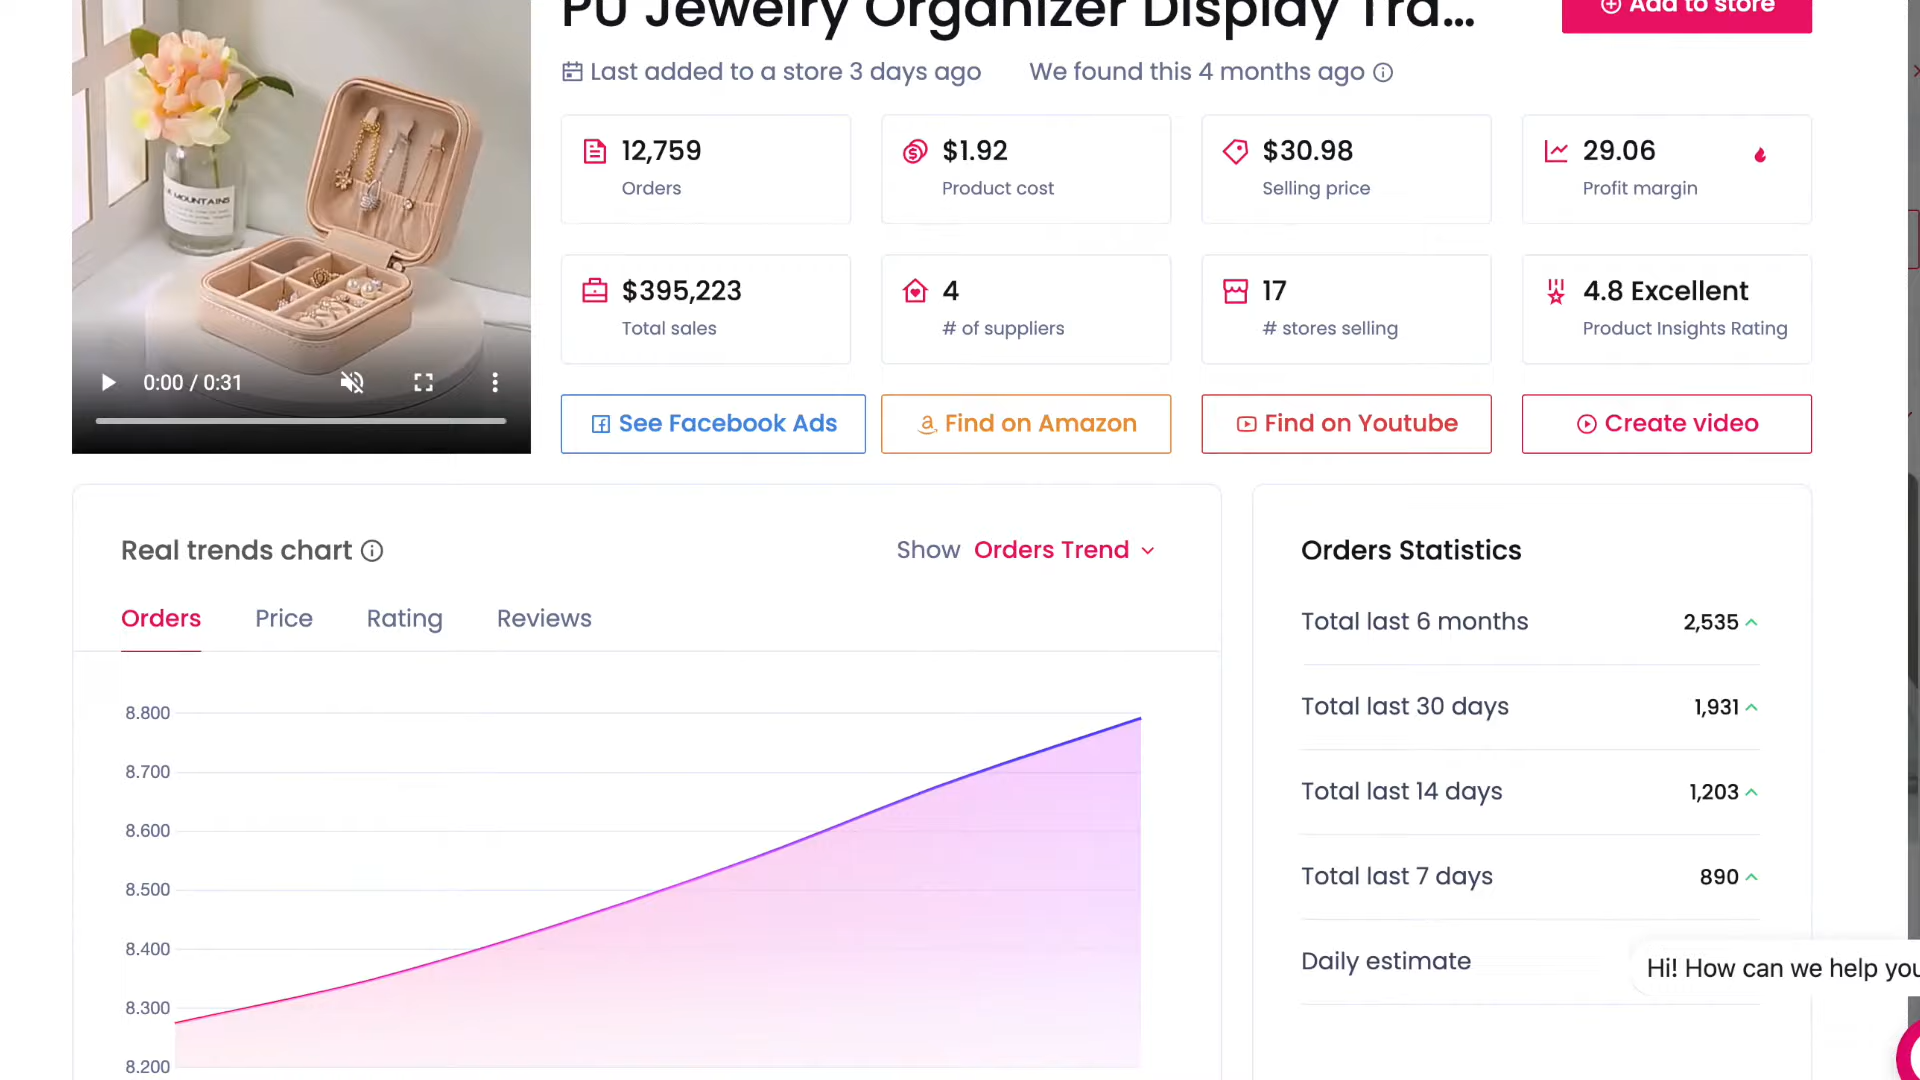 PU Jewelry Organizer Display Tra...
Add to store
Last added to a store 3 days ago
We found this 4 months ago
12,759
Orders
$1.92
Product cost
$30.98
Selling price
29.06
Profit margin
$395,223
Total sales
4
# of suppliers
17
# stores selling
4.8 Excellent
Product Insights Rating
MOUNTAINS
0:00 / 0:31
See Facebook Ads
Find on Amazon
Find on Youtube
Create video
Real trends chart
Show Orders Trend
Orders
Price
Rating
Reviews
8.800
8.700
8.600
8.500
8.400
8.300
8.200
Orders Statistics
Total last 6 months
2,535
Total last 30 days
1,931
Total last 14 days
1,203
Total last 7 days
890
Daily estimate
Hi! How can we help you